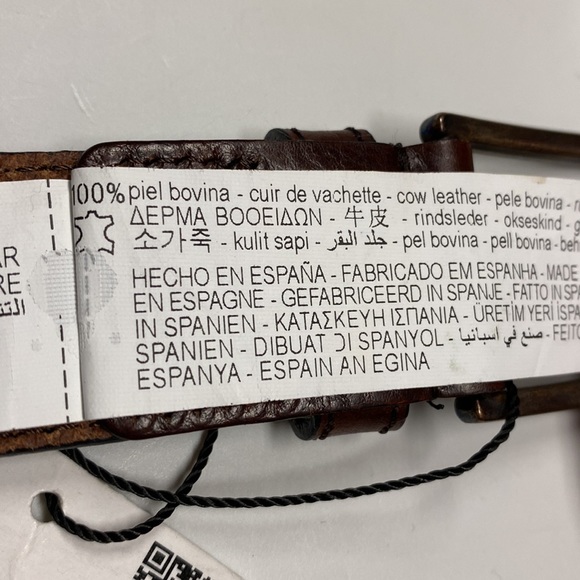 100% piel bovina - cuir de vachette - cow leather - pele bovina -
ΔΕΡΜΑ ΒΟΟΕΙΔΩΝ - 牛皮 - rindsleder - okseskind -
소가죽 - kulit sapi - جلد البقر - pel bovina - pell bovina -
HECHO EN ESPAÑA - FABRICADO EM ESPANHA - MADE
EN ESPAGNE - GEFABRICEERD IN SPANJE - FATTO IN
IN SPANIEN - ΚΑΤΑΣΚΕΥΗ ΙΣΠΑΝΙΑ - ÜRETİM YERİ
SPANIEN - DIBUAT DI SPANYOL - صنع في اسبانيا -
ESPANYA - ESPAIN AN EGINA